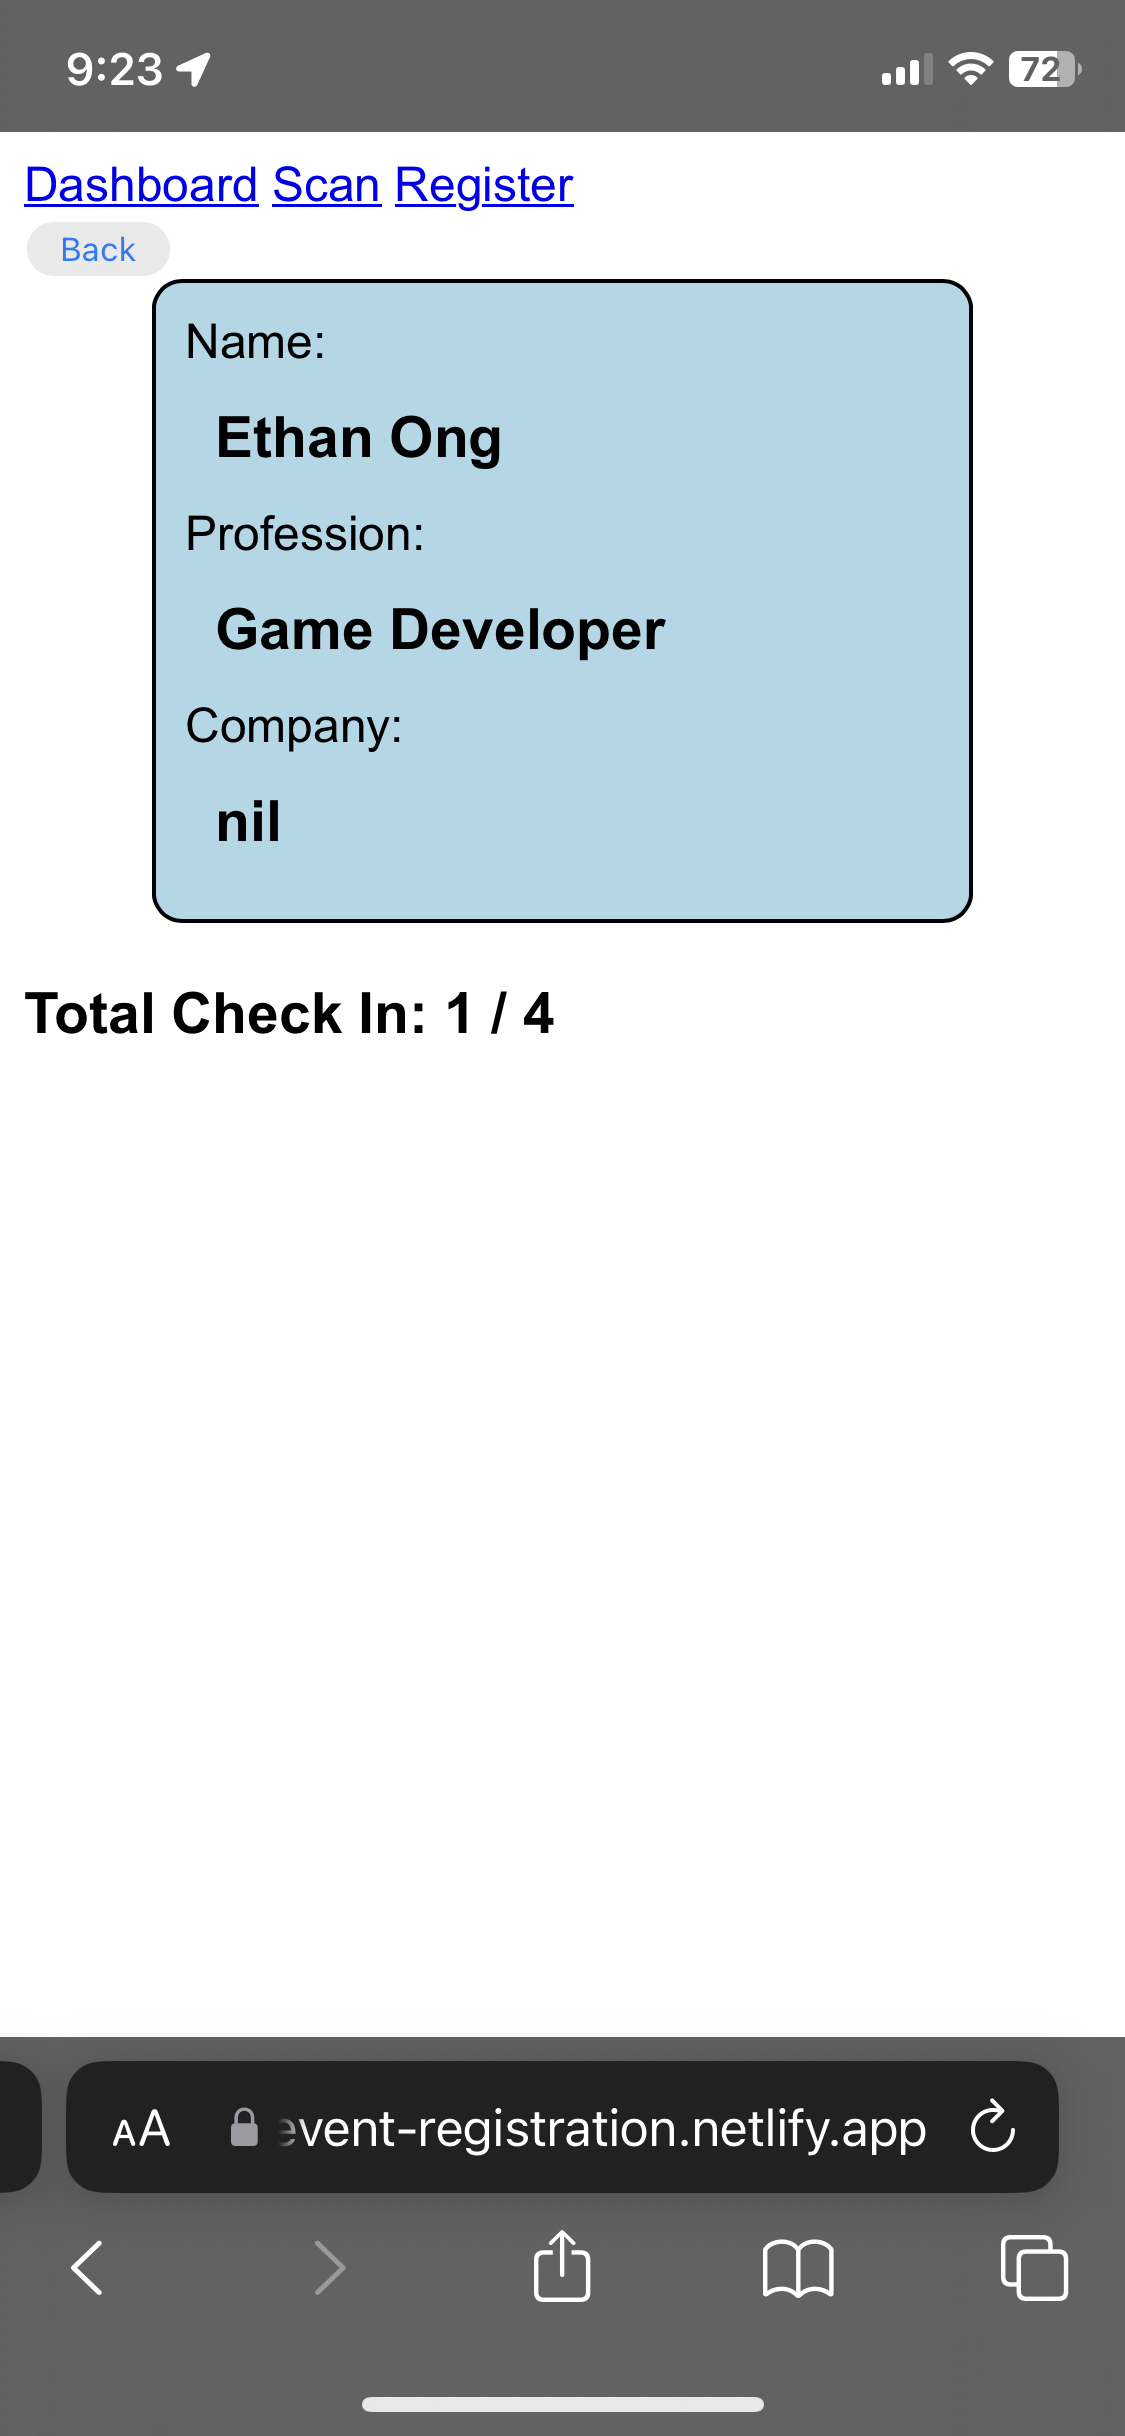 9:23
72
Dashboard Scan Register
Back
Name:
Ethan Ong
Profession:
Game Developer
Company:
nil
Total Check In: 1 / 4
AA event-registration.netlify.app